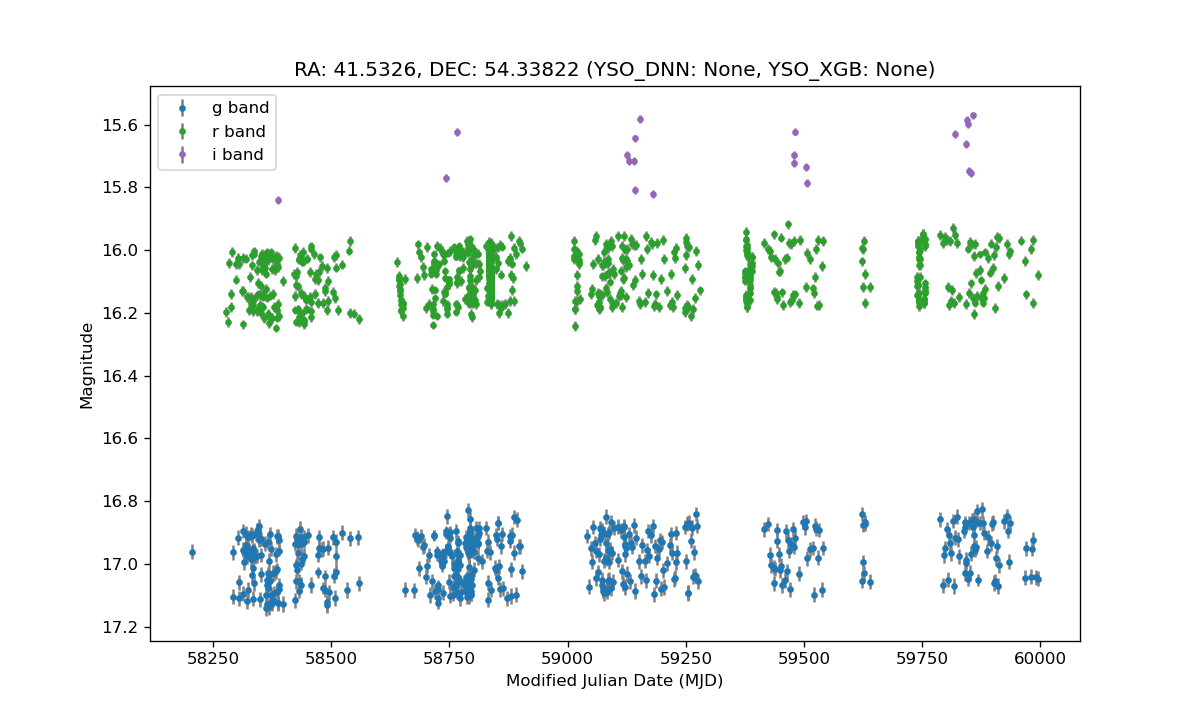 RA: 41.5326, DEC: 54.33822 (YSO_DNN: None, YSO_XGB: None)
g band
r band
i band
15.6
15.8
16.0
16.2
16.4
16.6
16.8
17.0
17.2
Magnitude
58250 58500 58750 59000 59250 59500 59750 60000
Modified Julian Date (MJD)